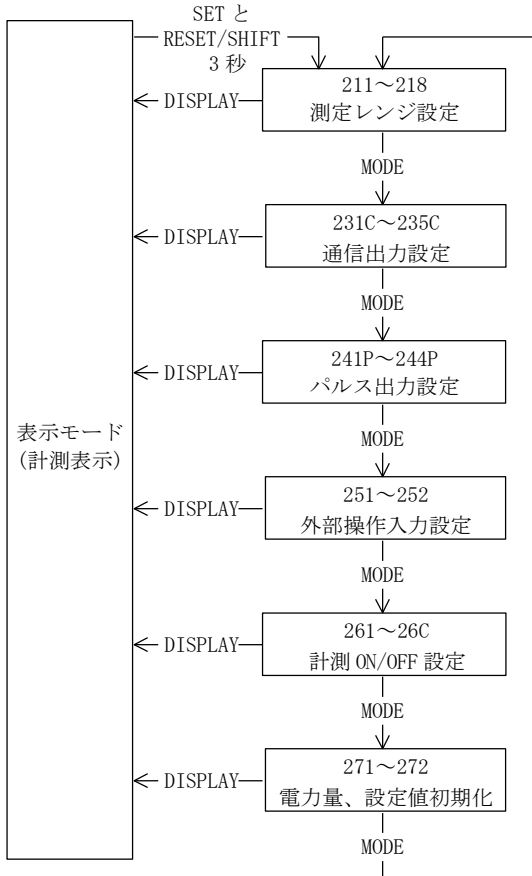 SET と
RESET/SHIFT
3 秒
211～218
測定レンジ設定
DISPLAY
MODE
231C～235C
通信出力設定
DISPLAY
MODE
241P～244P
パルス出力設定
DISPLAY
MODE
表示モード
(計測表示)
251～252
外部操作入力設定
DISPLAY
MODE
261～26C
計測 ON/OFF 設定
DISPLAY
MODE
271～272
電力量、設定値初期化
DISPLAY
MODE